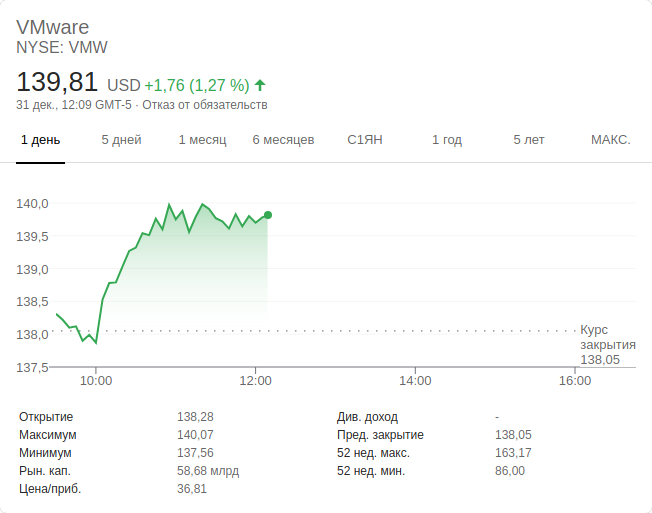 VMware
NYSE: VMW
139,81 USD +1,76 (1,27 %)
31 дек., 12:09 GMT-5 · Отказ от обязательств
1 день 5 дней 1 месяц 6 месяцев С1ЯН 1 год 5 лет МАКС.
140,0
139,5
139,0
138,5
138,0
137,5
Курс
закрытия
138,05
10:00 12:00 14:00 16:00
Открытие 138,28 Див. доход -
Максимум 140,07 Пред. закрытие 138,05
Минимум 137,56 52 нед. макс. 163,17
Рын. кап. 58,68 млрд 52 нед. мин. 86,00
Цена/приб. 36,81